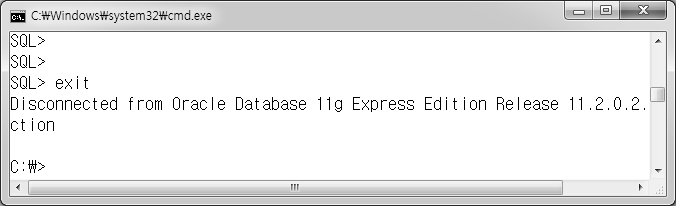 C:₩Windows₩system32₩cmd.exe
SQL>
SQL>
SQL> exit
Disconnected from Oracle Database 11g Express Edition Release 11.2.0.2.
ction
C:₩>